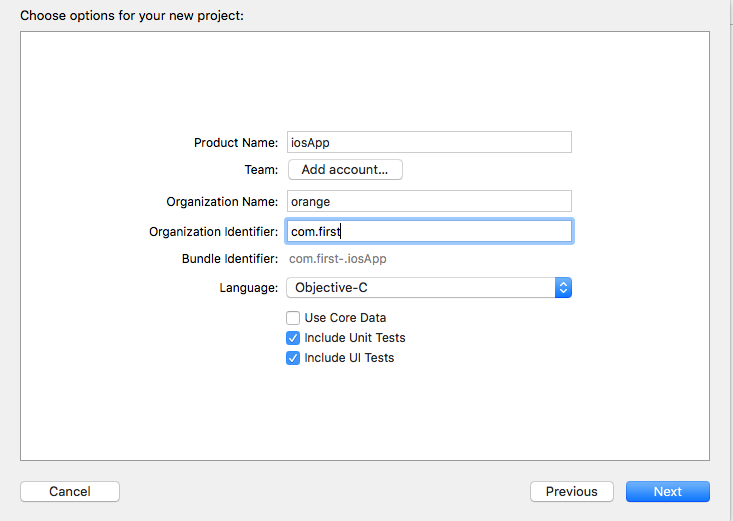 Choose options for your new project:
Product Name: iosApp
Team: Add account...
Organization Name: orange
Organization Identifier: com.first
Bundle Identifier: com.first-.iosApp
Language: Objective-C
Use Core Data
Include Unit Tests
Include UI Tests
Cancel Previous Next